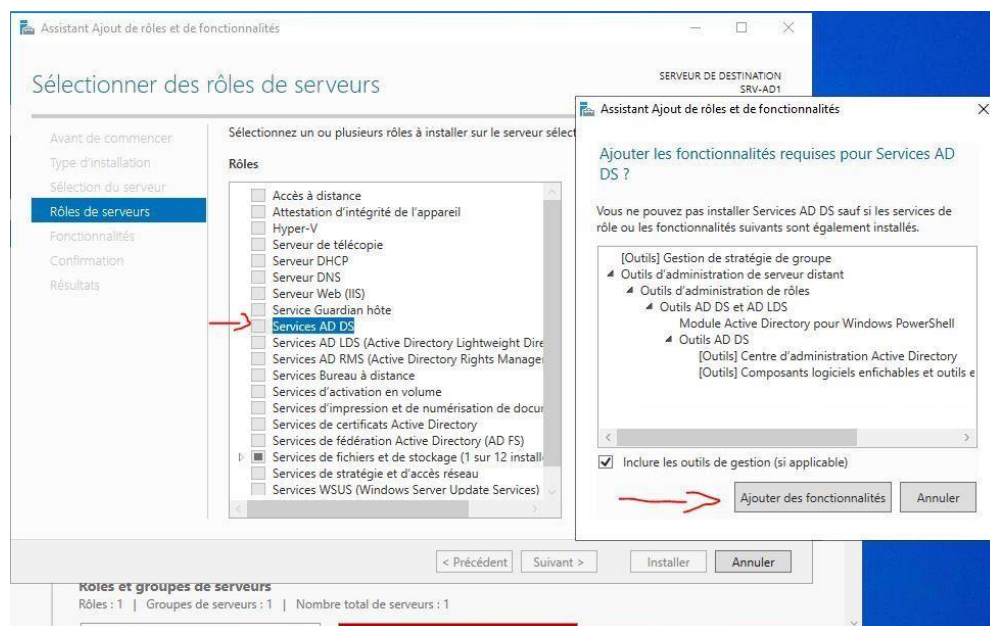 Assistant Ajout de rôles et de fonctionnalités
Sélectionner des rôles de serveurs
SERVEUR DE DESTINATION
SRV-AD1
Avant de commencer
Type d'installation
Sélection du serveur
Rôles de serveurs
Fonctionnalités
Confirmation
Résultats
Sélectionnez un ou plusieurs rôles à installer sur le serveur sélect
Rôles
Accès à distance
Attestation d'intégrité de l'appareil
Hyper-V
Serveur de télécopie
Serveur DHCP
Serveur DNS
Serveur Web (IIS)
Service Guardian hôte
Services AD DS
Services AD LDS (Active Directory Lightweight Dire
Services AD RMS (Active Directory Rights Manager
Services Bureau à distance
Services d'activation en volume
Services d'impression et de numérisation de docur
Services de certificats Active Directory
Services de fédération Active Directory (AD FS)
Services de fichiers et de stockage (1 sur 12 install
Services de stratégie et d'accès réseau
Services WSUS (Windows Server Update Services)
< Précédent
Suivant >
Installer
Annuler
Assistant Ajout de rôles et de fonctionnalités
Ajouter les fonctionnalités requises pour Services AD
DS ?
Vous ne pouvez pas installer Services AD DS sauf si les services de
rôle ou les fonctionnalités suivants sont également installés.
[Outils] Gestion de stratégie de groupe
Outils d'administration de serveur distant
Outils d'administration de rôles
Outils AD DS et AD LDS
Module Active Directory pour Windows PowerShell
Outils AD DS
[Outils] Centre d'administration Active Directory
[Outils] Composants logiciels enfichables et outils e
Inclure les outils de gestion (si applicable)
Ajouter des fonctionnalités
Annuler
Rôles et groupes de serveurs
Rôles : 1 | Groupes de serveurs : 1 | Nombre total de serveurs : 1